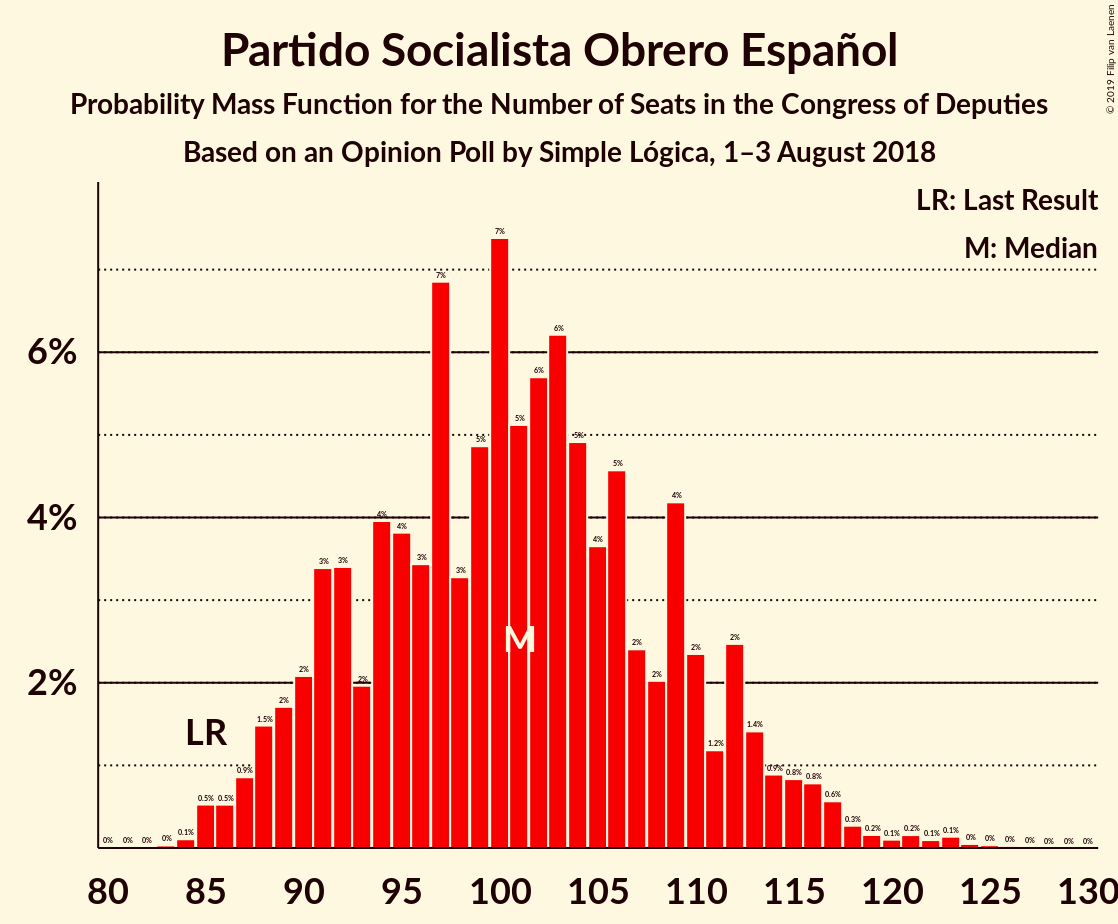 Partido Socialista Obrero Español
Probability Mass Function for the Number of Seats in the Congress of Deputies
Based on an Opinion Poll by Simple Lógica, 1–3 August 2018
© 2019 Filip van Laenen
LR: Last Result
M: Median
6%
4%
2%
0% 0% 0% 0% 0.1% 0.5% 0.5% 0.9% 1.5% 2% 2% 3% 3% 2% 4% 4% 3% 7% 3% 5% 7% 5% 6% 6% 5% 4% 5% 2% 2% 4% 2% 1.2% 2% 1.4% 0.9% 0.8% 0.8% 0.6% 0.3% 0.2% 0.1% 0.2% 0.1% 0.1% 0% 0% 0% 0% 0% 0% 0%
LR
M
80 85 90 95 100 105 110 115 120 125 130